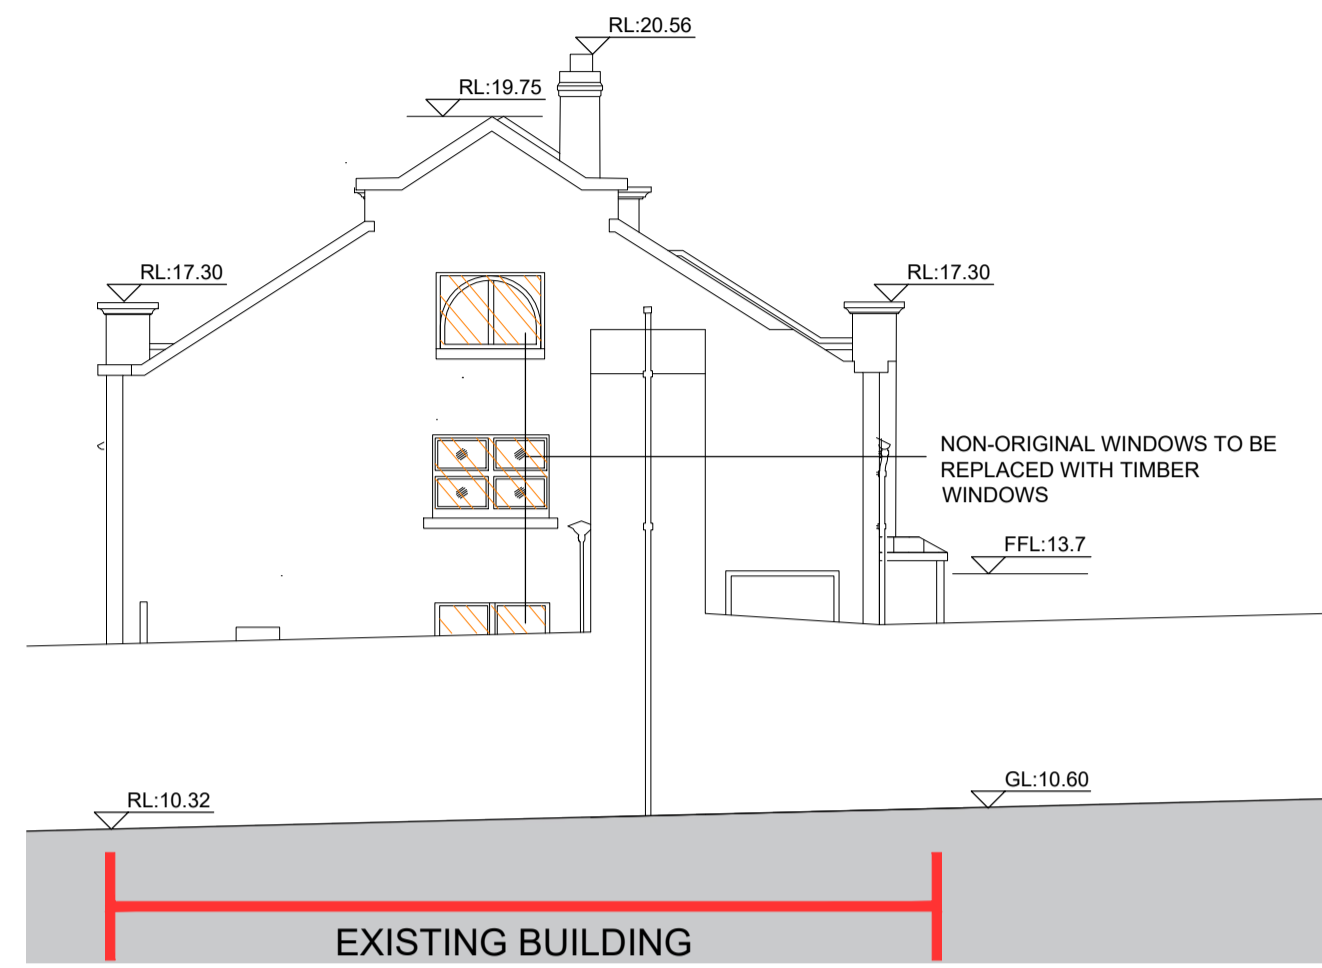 RL:20.56
RL:19.75
RL:17.30
RL:17.30
NON-ORIGINAL WINDOWS TO BE
REPLACED WITH TIMBER
WINDOWS
FFL:13.7
GL:10.60
RL:10.32
EXISTING BUILDING